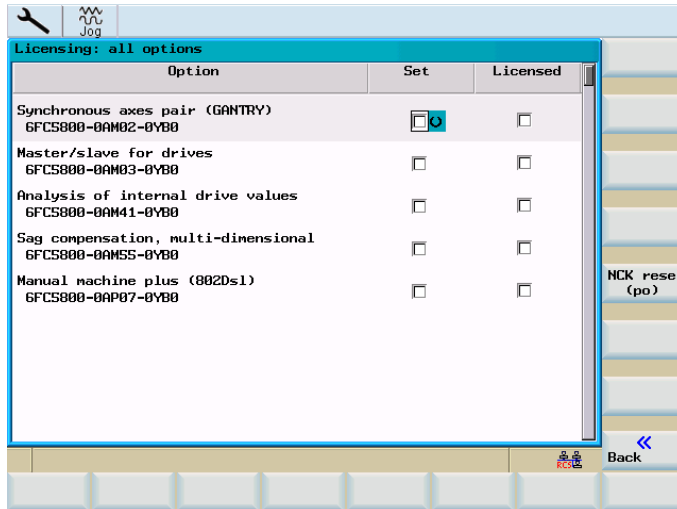 Jog
Licensing: all options
Option Set Licensed
Synchronous axes pair (GANTRY)
6FC5800-0AM02-0YB0
Master/slave for drives
6FC5800-0AM03-0YB0
Analysis of internal drive values
6FC5800-0AM41-0YB0
Sag compensation, multi-dimensional
6FC5800-0AM55-0YB0
Manual machine plus (802Dsl)
6FC5800-0AP07-0YB0
NCK rese
(po)
Back
RCS